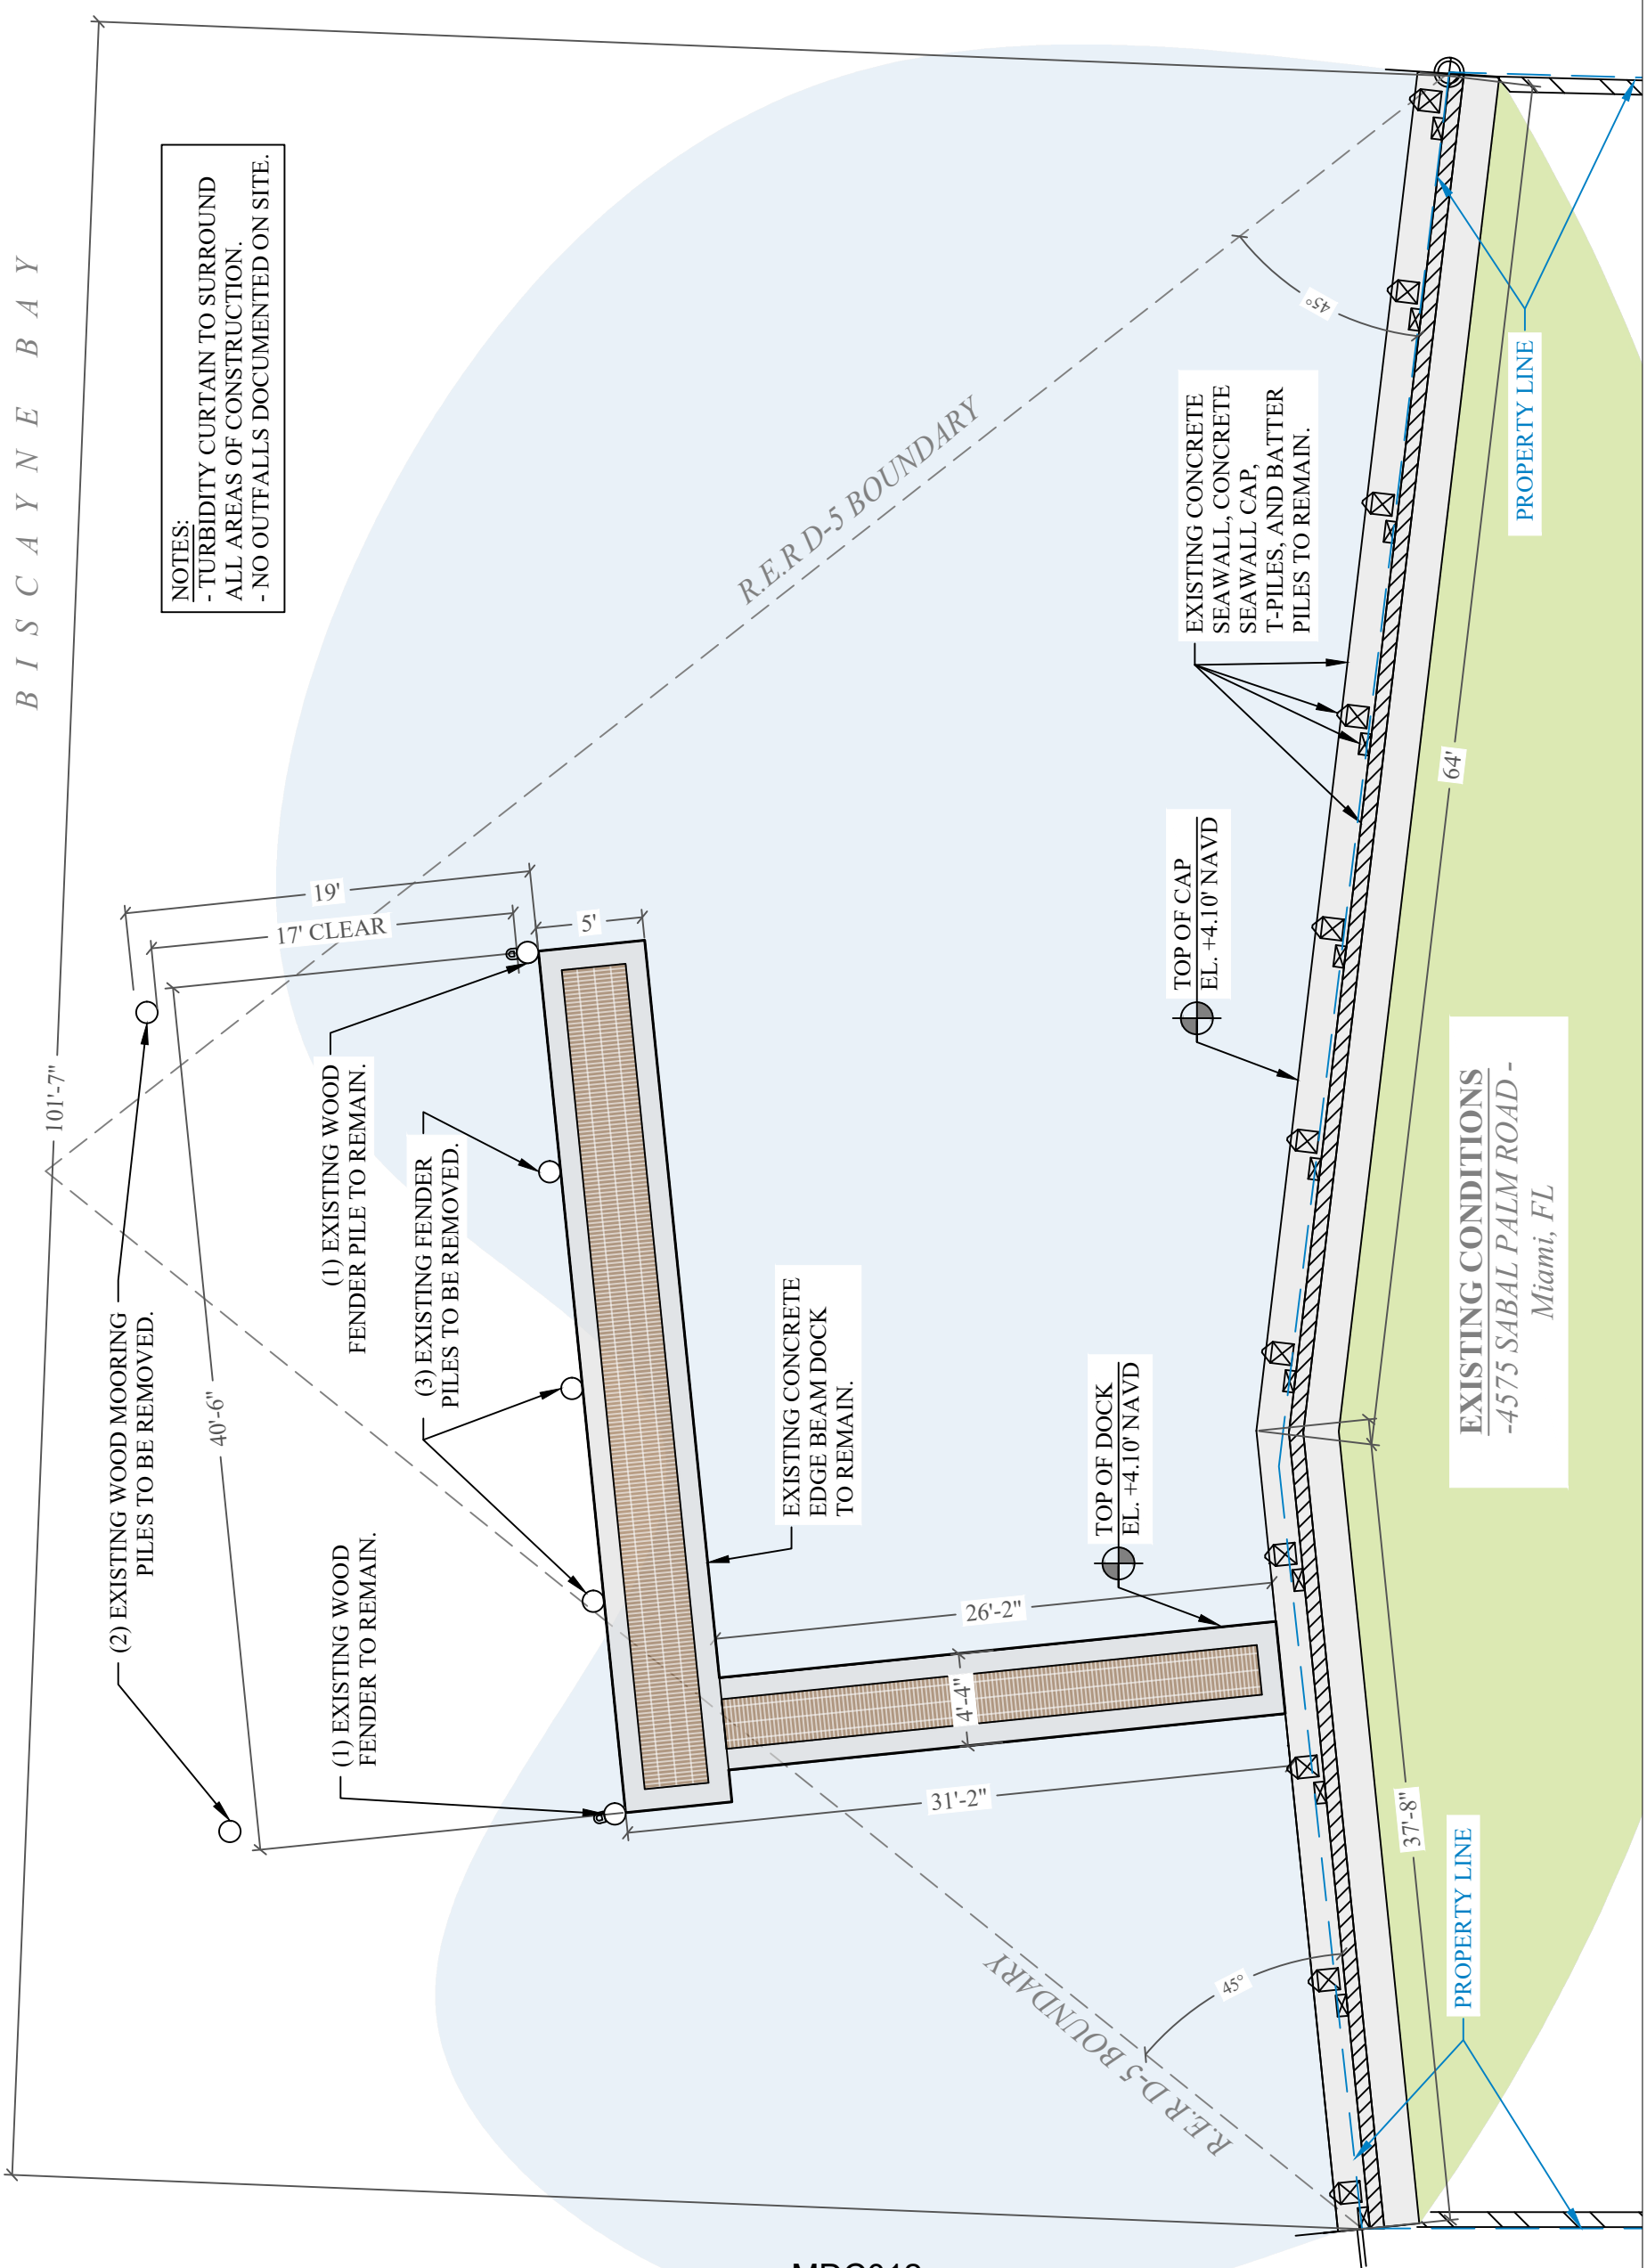 BISCAYNE BAY
101'-7"
NOTES:
- TURBIDITY CURTAIN TO SURROUND
ALL AREAS OF CONSTRUCTION.
- NO OUTFALLS DOCUMENTED ON SITE.
(2) EXISTING WOOD MOORING
PILES TO BE REMOVED.
40'-6"
19'
17' CLEAR
5'
(1) EXISTING WOOD
FENDER TO REMAIN.
(1) EXISTING WOOD
FENDER PILE TO REMAIN.
(3) EXISTING FENDER
PILES TO BE REMOVED.
R.E.R D-5 BOUNDARY
45°
EXISTING CONCRETE
EDGE BEAM DOCK
TO REMAIN.
31'-2"
4'-4"
26'-2"
TOP OF DOCK
EL. +4.10' NAVD
TOP OF CAP
EL. +4.10' NAVD
EXISTING CONCRETE
SEAWALL, CONCRETE
SEAWALL CAP,
T-PILES, AND BATTER
PILES TO REMAIN.
R.E.R D-5 BOUNDARY
45°
37'-8"
64'
PROPERTY LINE
PROPERTY LINE
EXISTING CONDITIONS
-4575 SABAL PALM ROAD -
Miami, FL